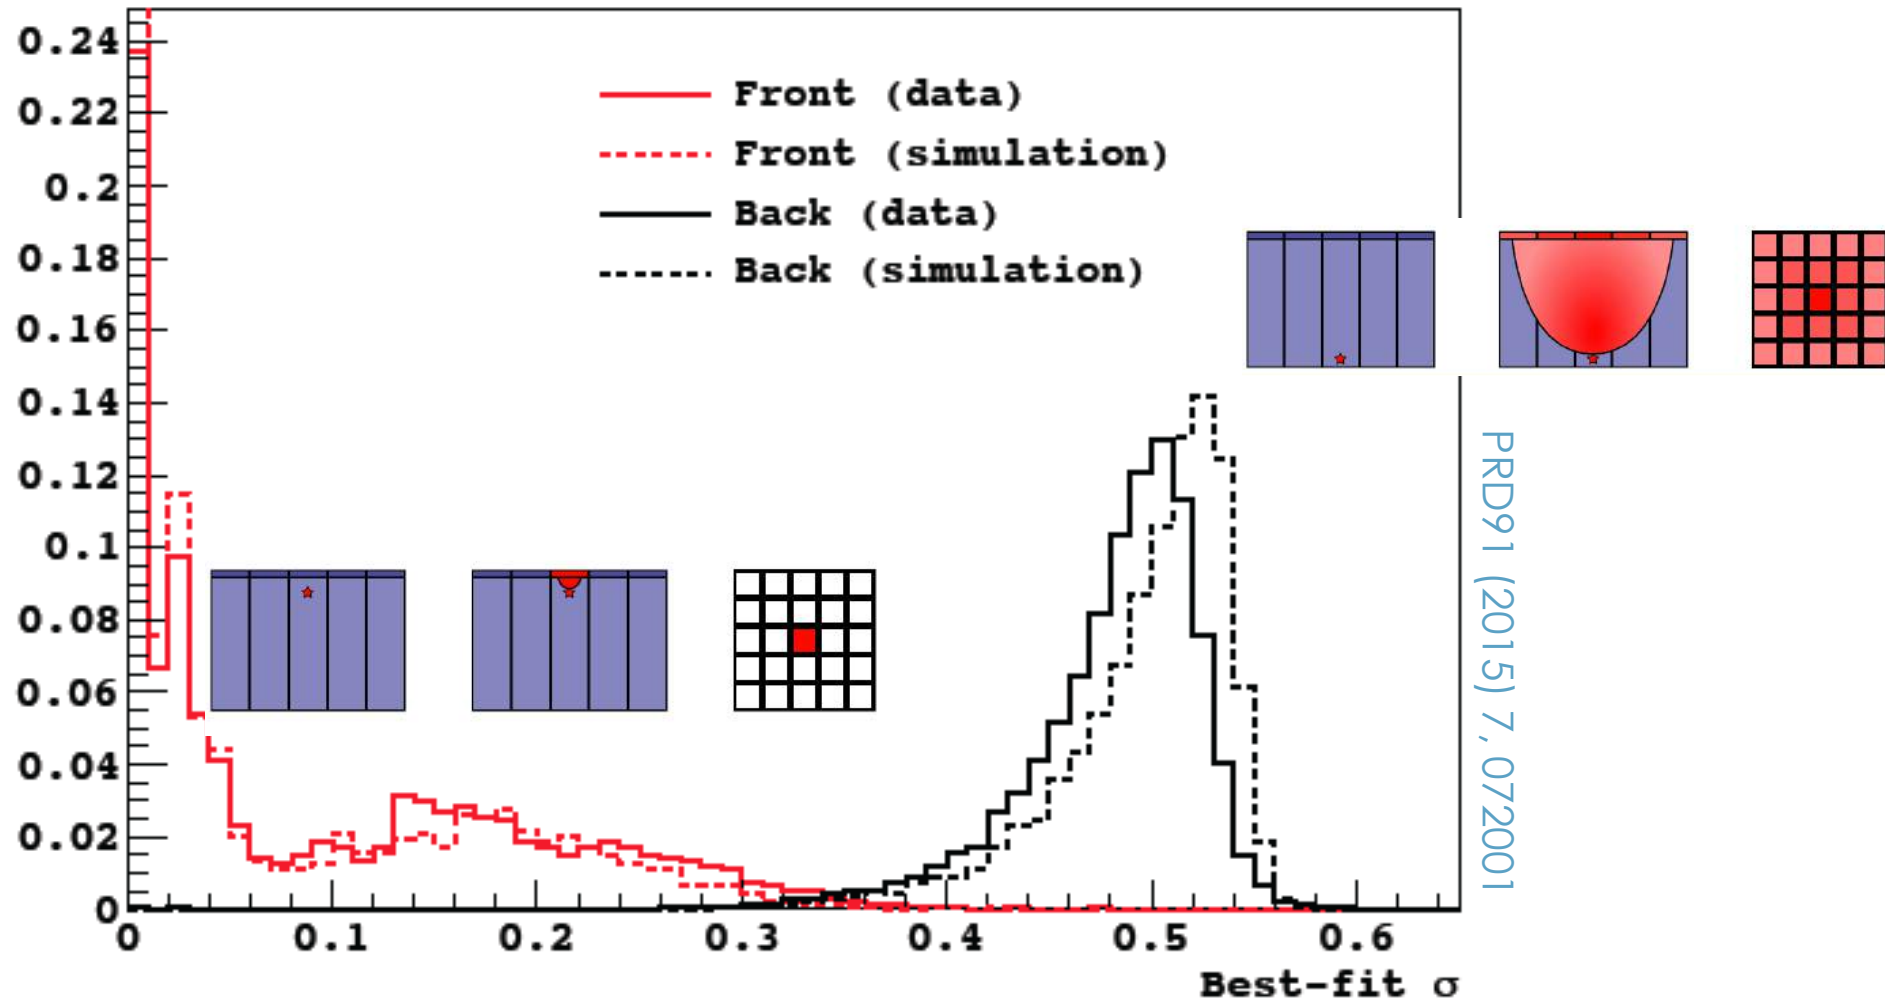 0.24
0.22
0.2
0.18
0.16
0.14
0.12
0.1
0.08
0.06
0.04
0.02
0
Front (data)
Front (simulation)
Back (data)
Back (simulation)
0 0.1 0.2 0.3 0.4 0.5 0.6
Best-fit σ
PRD91 (2015) 7, 072001